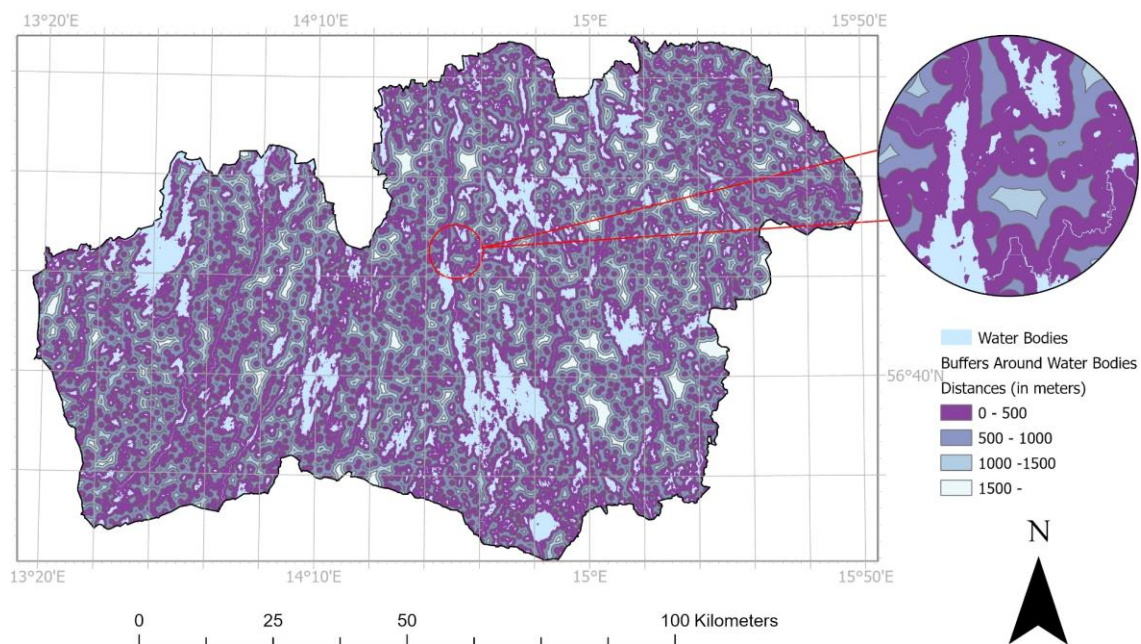 13°20'E 14°10'E 15°E 15°50'E
56°40'N
Water Bodies
Buffers Around Water Bodies
Distances (in meters)
0 - 500
500 - 1000
1000 -1500
1500 -
13°20'E 14°10'E 15°E 15°50'E
N
0 25 50 100 Kilometers